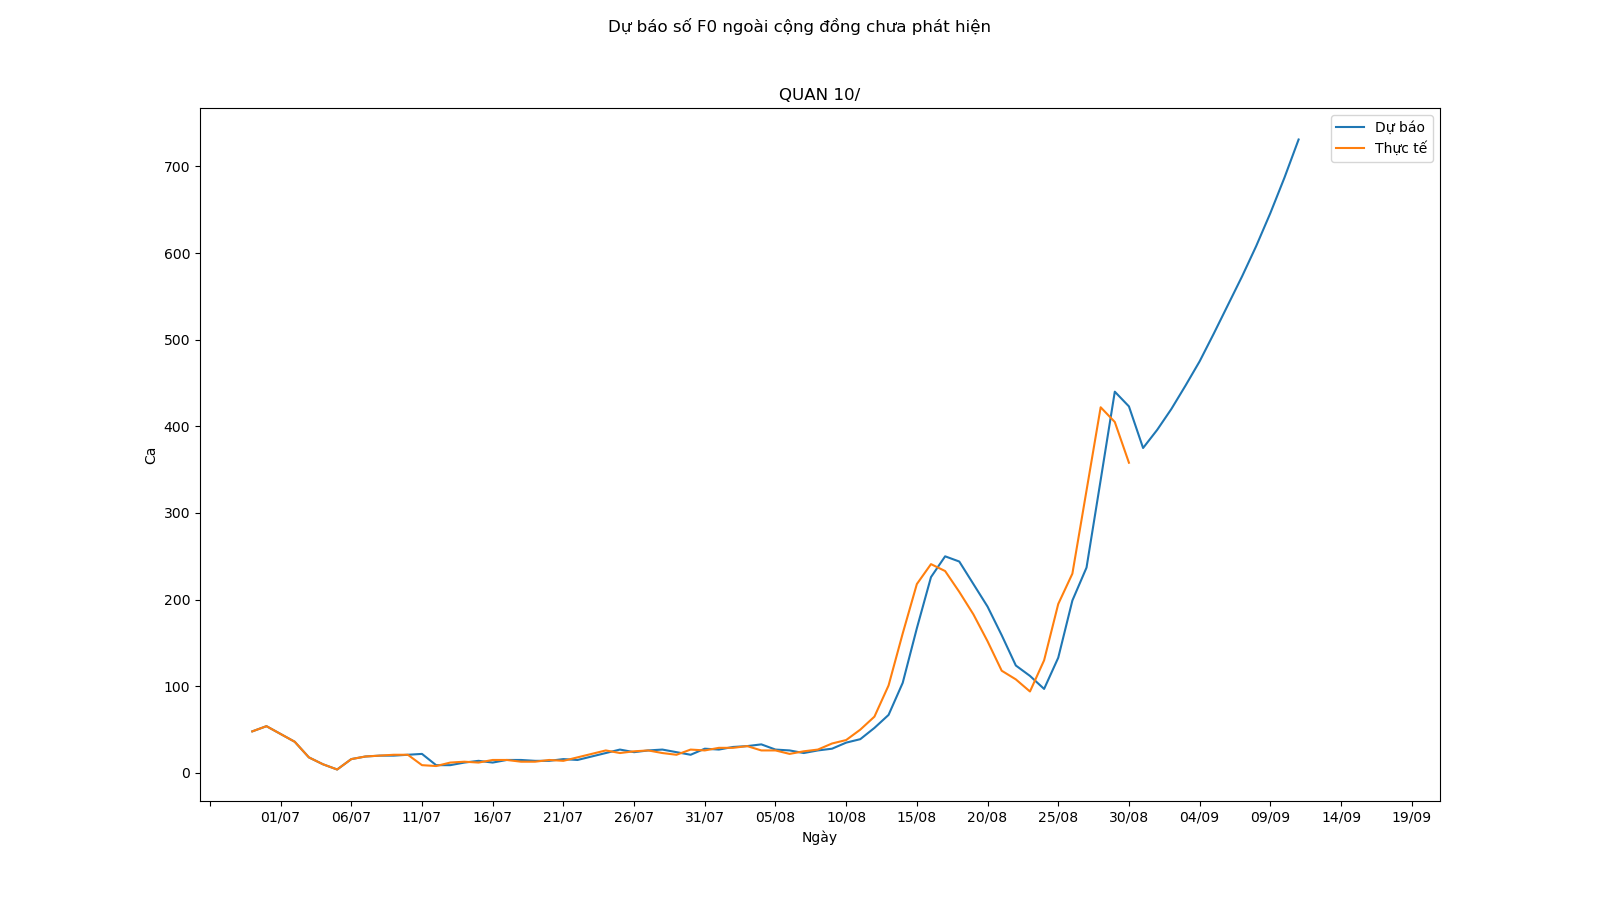 Dự báo số F0 ngoài cộng đồng chưa phát hiện
QUAN 10/
Dự báo
Thực tế
700
600
500
400
300
200
100
0
Ca
01/07 06/07 11/07 16/07 21/07 26/07 31/07 05/08 10/08 15/08 20/08 25/08 30/08 04/09 09/09 14/09 19/09
Ngày